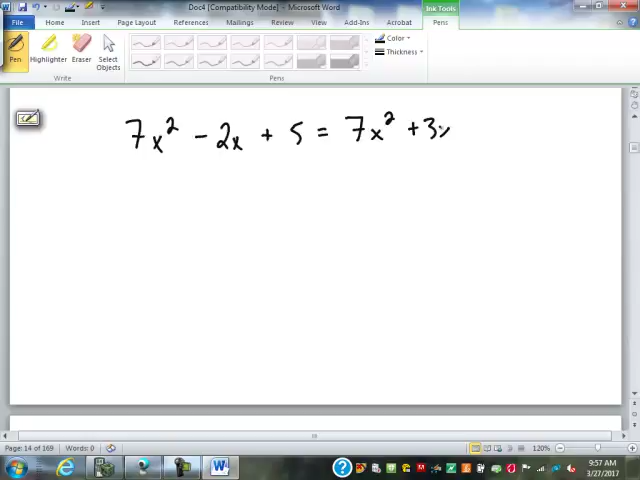 Doc4 [Compatibility Mode] - Microsoft Word
Ink Tools
File Home Insert Page Layout References Mailings Review View Add-Ins Acrobat Pens
Pen Highlighter Eraser Select Objects
Color
Thickness
Write
Pens
7x² - 2x + 5 = 7x² + 3x
Page: 14 of 169 Words: 0
120%
9:57 AM
3/27/2017